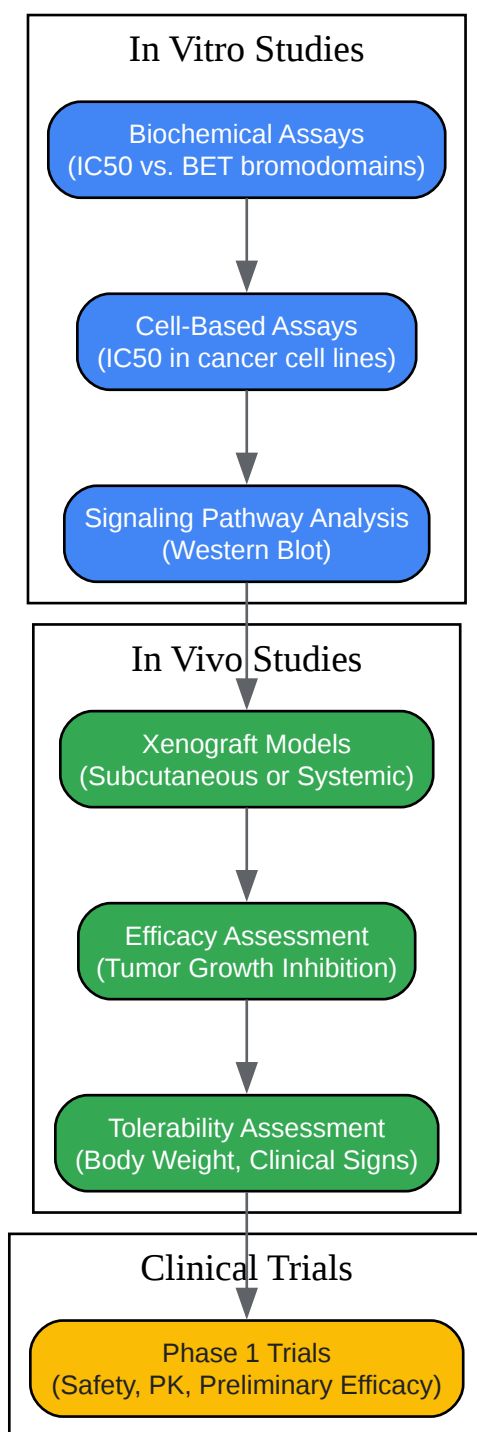 In Vitro Studies
Biochemical Assays
(IC50 vs. BET bromodomains)
Cell-Based Assays
(IC50 in cancer cell lines)
Signaling Pathway Analysis
(Western Blot)
In Vivo Studies
Xenograft Models
(Subcutaneous or Systemic)
Efficacy Assessment
(Tumor Growth Inhibition)
Tolerability Assessment
(Body Weight, Clinical Signs)
Clinical Trials
Phase 1 Trials
(Safety, PK, Preliminary Efficacy)